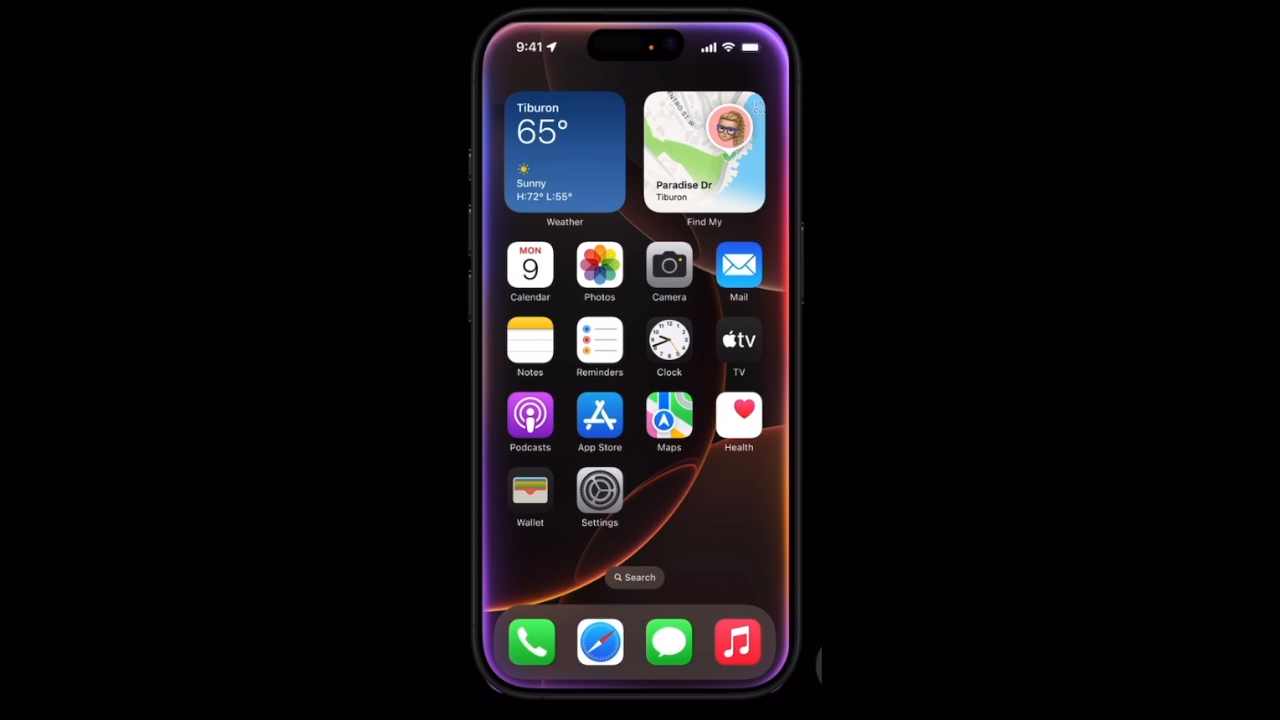 9:41
Tiburon
65°
Sunny
H:72° L:55°
Weather
Paradise Dr
Tiburon
Find My
MON
9
Calendar
Photos
Camera
Mail
Notes
Reminders
12
Clock
tv
TV
Podcasts
App Store
Maps
Health
Wallet
Settings
Search